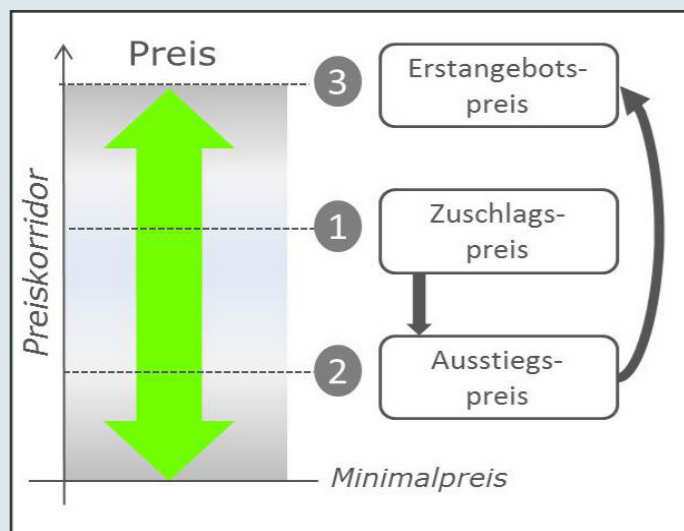 Preis
Preiskorridor
3
Erstangebots-
preis
1
Zuschlags-
preis
2
Ausstiegs-
preis
Minimalpreis